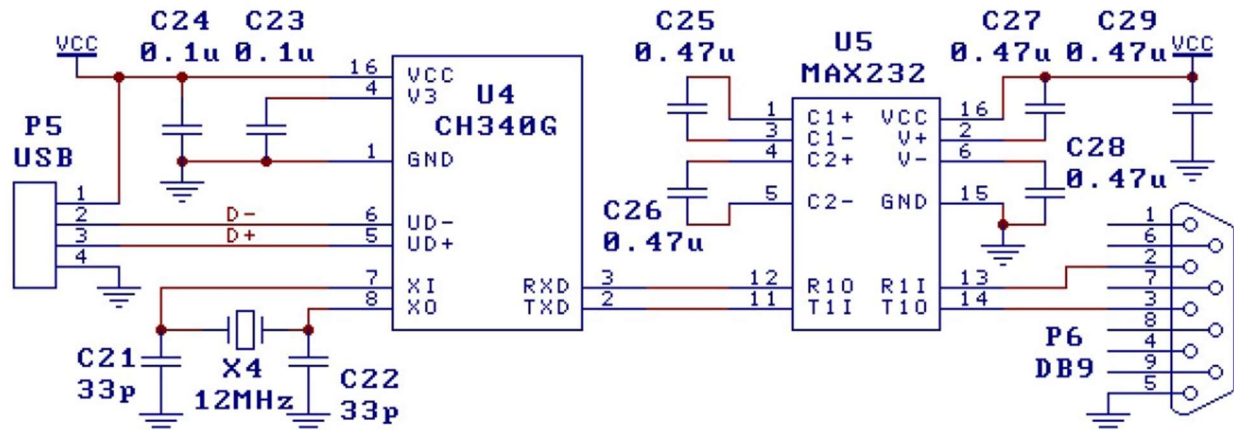 C24 C23
0.1u 0.1u
VCC
P5
USB
1
2
3
4
D-
D+
16 VCC
4 V3
1 GND
6 UD-
5 UD+
7 XI
8 XO
U4
CH340G
RXD 3
TXD 2
C21
33p
X4
12MHz
C22
33p
C25
0.47u
C26
0.47u
U5
MAX232
1 C1+
3 C1-
4 C2+
5 C2-
12 R1O
11 T1I
VCC 16
V+ 2
V- 6
GND 15
R1I 13
T1O 14
C27 C29
0.47u 0.47u
VCC
C28
0.47u
1
6
2
7
3
8
4
9
5
P6
DB9